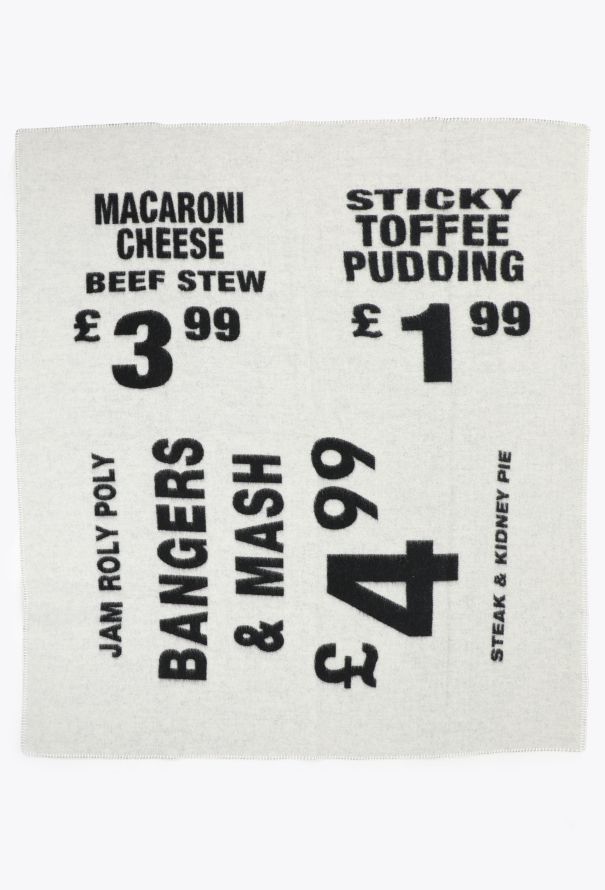 MACARONI
CHEESE
BEEF STEW
£3 99
STICKY
TOFFEE
PUDDING
£1 99
JAM ROLY POLY
BANGERS
& MASH
£4 99
STEAK & KIDNEY PIE